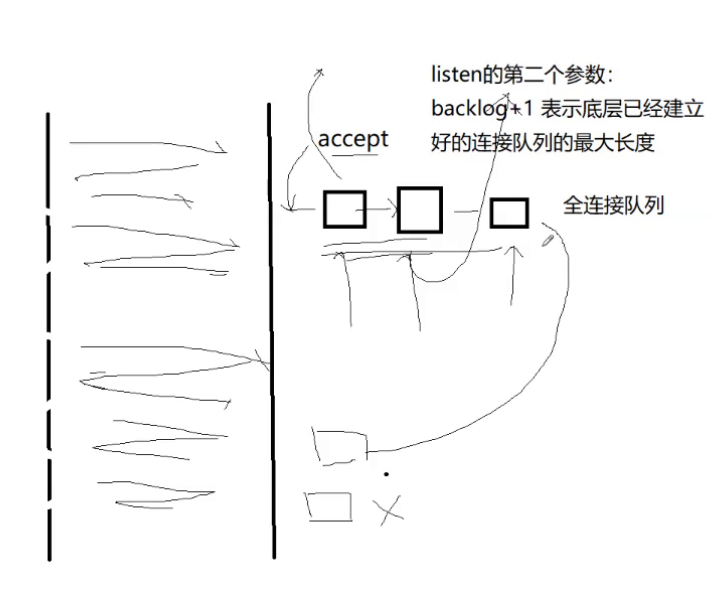 listen的第二个参数：
backlog+1 表示底层已经建立
好的连接队列的最大长度
accept
全连接队列